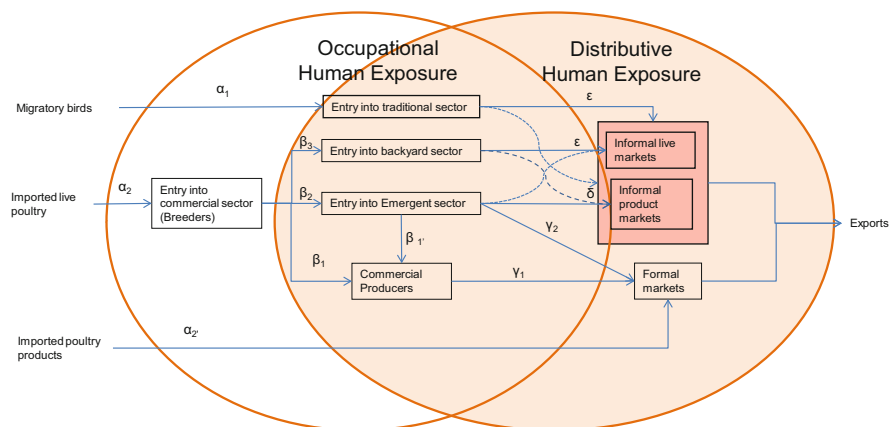 Occupational
Human Exposure
Distributive
Human Exposure
α1
ε
Migratory birds
Entry into traditional sector
β3
Entry into backyard sector
ε
Informal live
markets
Imported live
poultry
α2
Entry into
commercial sector
(Breeders)
β2
Entry into Emergent sector
δ
Informal
product
markets
γ2
Exports
β 1'
β1
Commercial
Producers
γ1
Formal
markets
Imported poultry
products
α2'